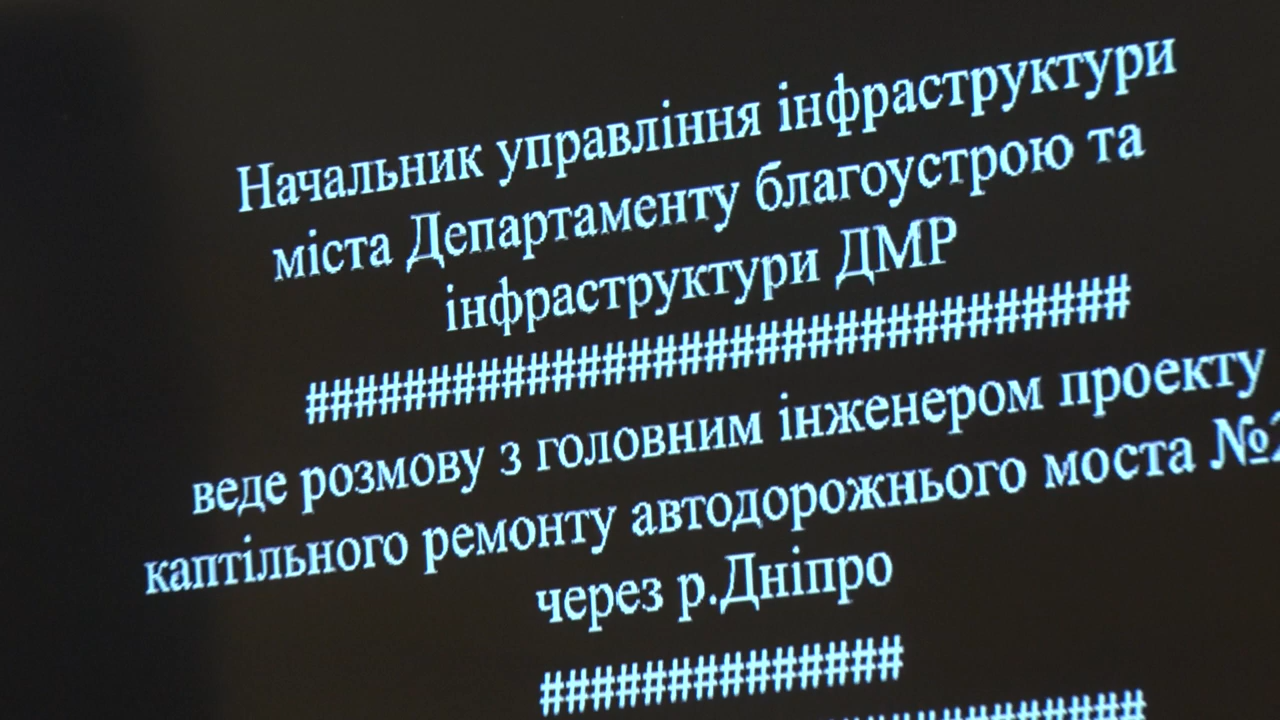 Начальник управління інфраструктури
міста Департаменту благоустрою та
інфраструктури ДМР
##################################
веде розмову з головним інженером проекту
каптільного ремонту автодорожнього моста №2
через р.Дніпро
###############